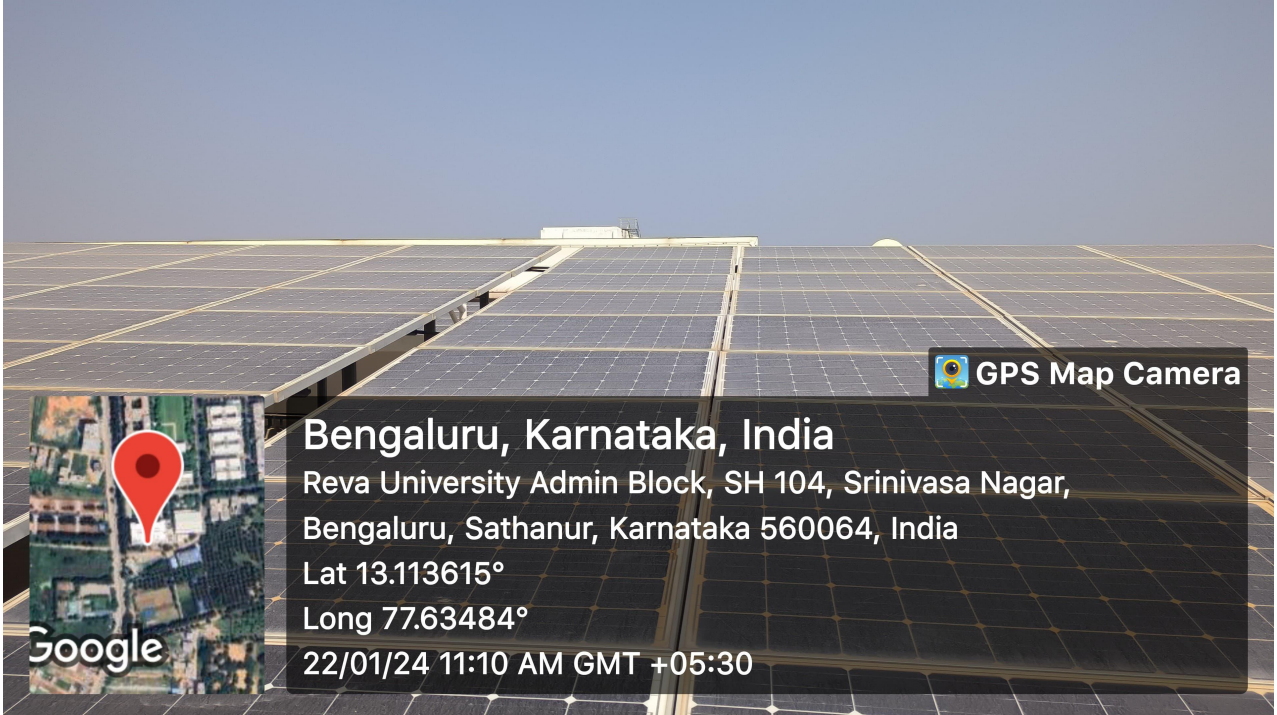 GPS Map Camera
Bengaluru, Karnataka, India
Reva University Admin Block, SH 104, Srinivasa Nagar,
Bengaluru, Sathanur, Karnataka 560064, India
Lat 13.113615°
Long 77.63484°
22/01/24 11:10 AM GMT +05:30
Google